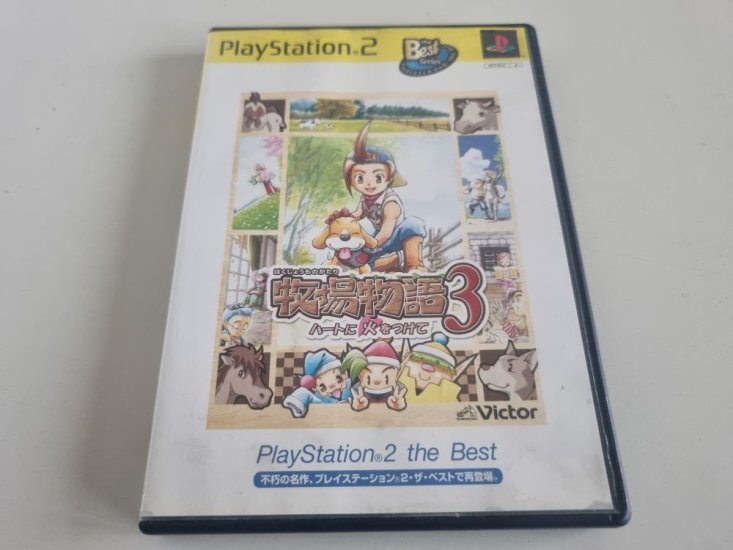 PlayStation®2
the
Best
Series
ぼくじょうものがたり
牧場物語3
ハートに火をつけて
Victor
PlayStation®2 the Best
不朽の名作、プレイステーション®2・ザ・ベストで再登場。